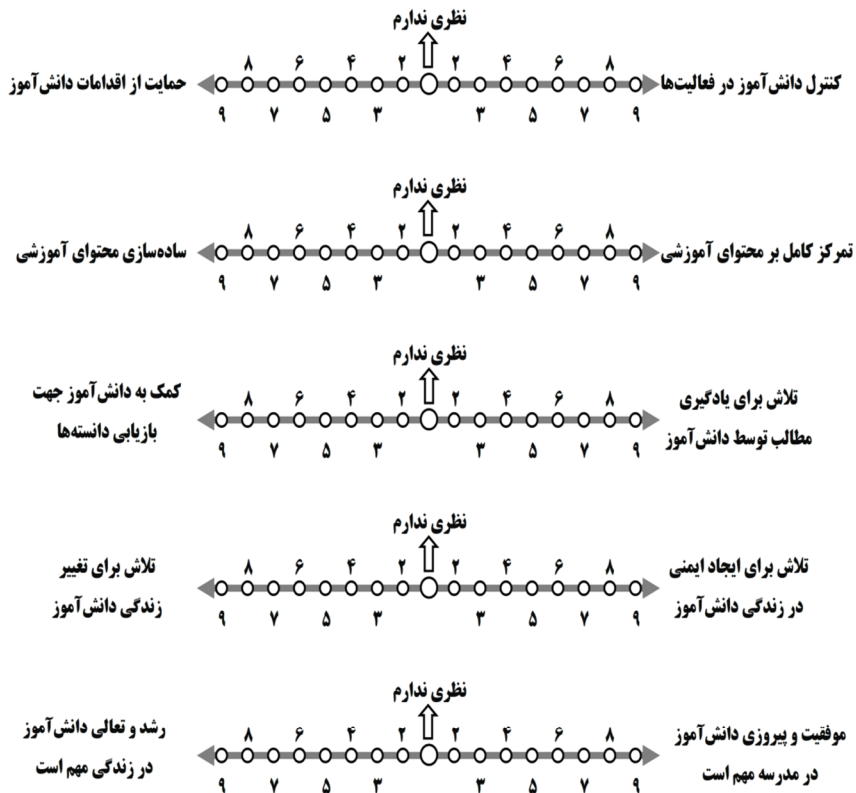 نظری ندارم
۸ ۶ ۴ ۲ ۲ ۴ ۶ ۸
کنترل دانش‌آموز در فعالیت‌ها
حمایت از اقدامات دانش‌آموز
۹ ۷ ۵ ۳ ۳ ۵ ۷ ۹
نظری ندارم
۸ ۶ ۴ ۲ ۲ ۴ ۶ ۸
تمرکز کامل بر محتوای آموزشی
ساده‌سازی محتوای آموزشی
۹ ۷ ۵ ۳ ۳ ۵ ۷ ۹
نظری ندارم
۸ ۶ ۴ ۲ ۲ ۴ ۶ ۸
تلاش برای یادگیری
مطالب توسط دانش‌آموز
کمک به دانش‌آموز جهت
بازیابی دانسته‌ها
۹ ۷ ۵ ۳ ۳ ۵ ۷ ۹
نظری ندارم
۸ ۶ ۴ ۲ ۲ ۴ ۶ ۸
تلاش برای ایجاد ایمنی
در زندگی دانش‌آموز
تلاش برای تغییر
زندگی دانش‌آموز
۹ ۷ ۵ ۳ ۳ ۵ ۷ ۹
نظری ندارم
۸ ۶ ۴ ۲ ۲ ۴ ۶ ۸
موفقیت و پیروزی دانش‌آموز
در مدرسه مهم است
رشد و تعالی دانش‌آموز
در زندگی مهم است
۹ ۷ ۵ ۳ ۳ ۵ ۷ ۹